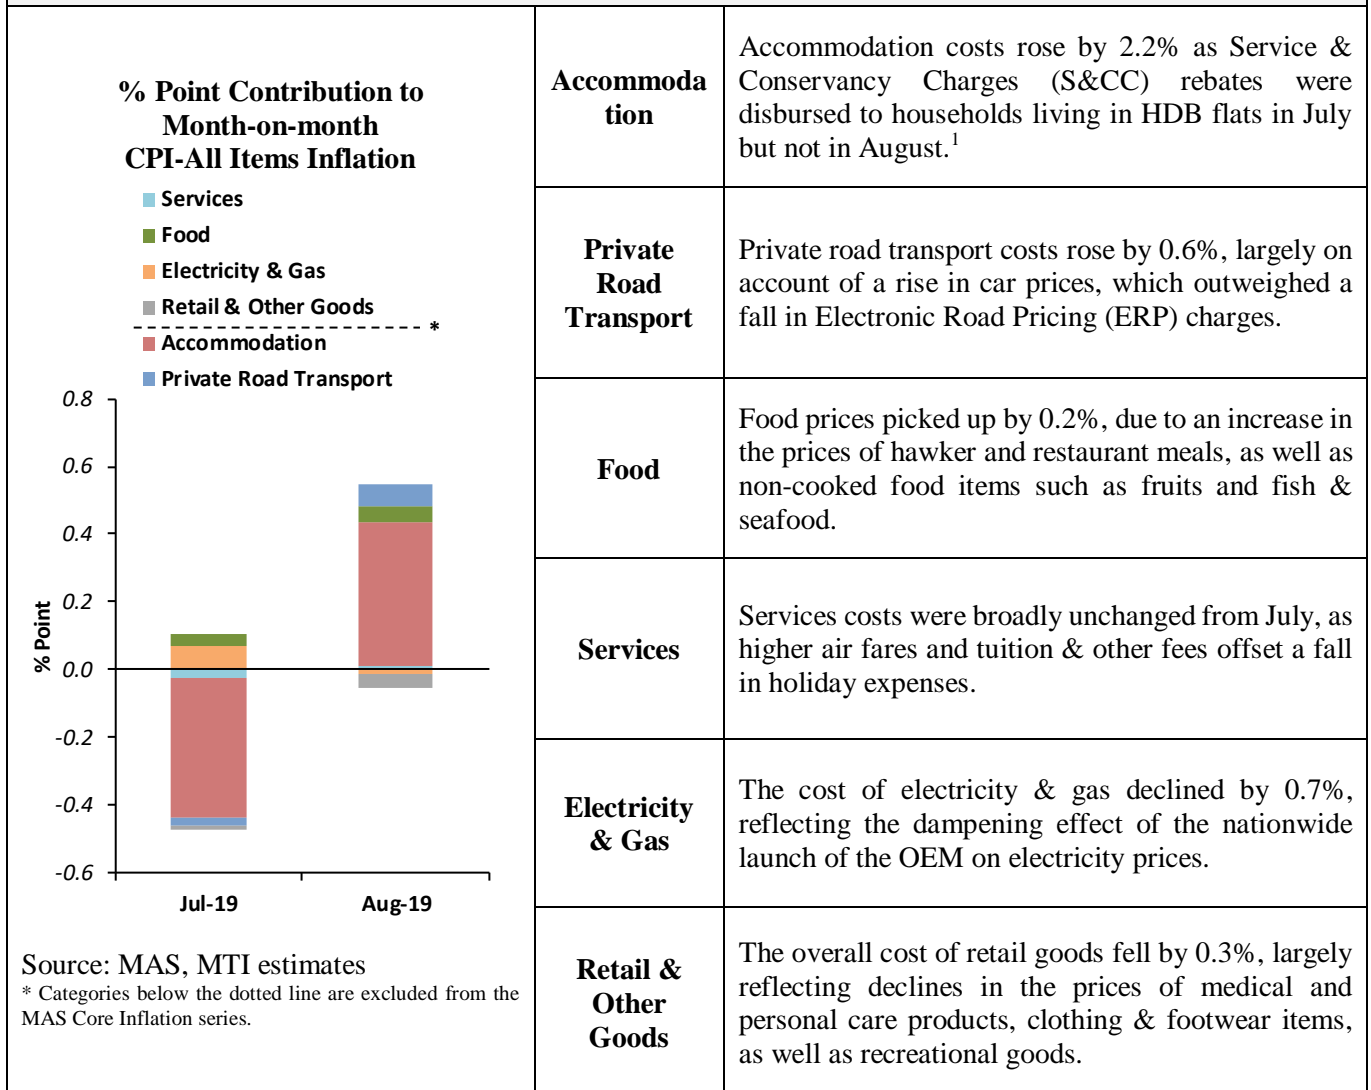 % Point Contribution to
Month-on-month
CPI-All Items Inflation
Services
Food
Electricity & Gas
Retail & Other Goods
*
Accommodation
Private Road Transport
0.8
0.6
0.4
0.2
0.0
-0.2
-0.4
-0.6
% Point
Jul-19 Aug-19
Source: MAS, MTI estimates
* Categories below the dotted line are excluded from the
MAS Core Inflation series.
Accommoda
tion
Accommodation costs rose by 2.2% as Service &
Conservancy Charges (S&CC) rebates were
disbursed to households living in HDB flats in July
but not in August.1
Private
Road
Transport
Private road transport costs rose by 0.6%, largely on
account of a rise in car prices, which outweighed a
fall in Electronic Road Pricing (ERP) charges.
Food
Food prices picked up by 0.2%, due to an increase in
the prices of hawker and restaurant meals, as well as
non-cooked food items such as fruits and fish &
seafood.
Services
Services costs were broadly unchanged from July, as
higher air fares and tuition & other fees offset a fall
in holiday expenses.
Electricity
& Gas
The cost of electricity & gas declined by 0.7%,
reflecting the dampening effect of the nationwide
launch of the OEM on electricity prices.
Retail &
Other
Goods
The overall cost of retail goods fell by 0.3%, largely
reflecting declines in the prices of medical and
personal care products, clothing & footwear items,
as well as recreational goods.